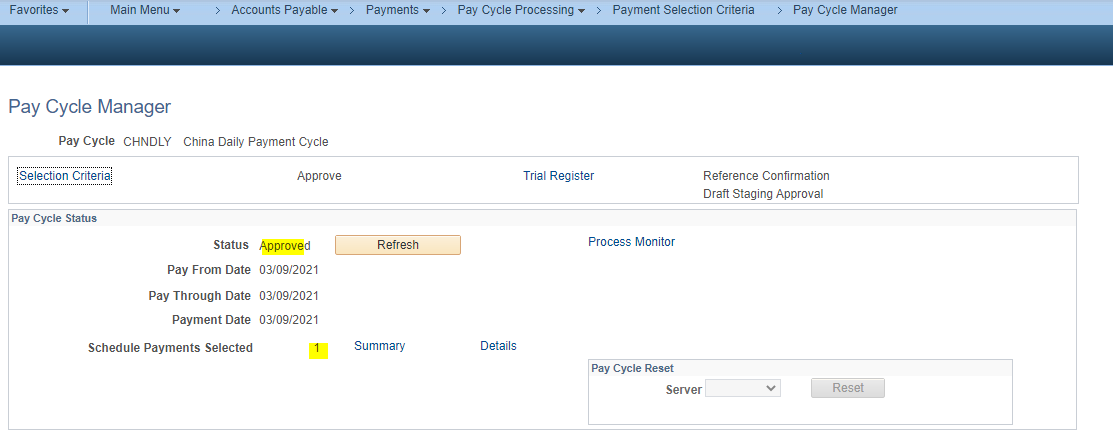 Favorites Main Menu > Accounts Payable > Payments > Pay Cycle Processing > Payment Selection Criteria > Pay Cycle Manager
Pay Cycle Manager
Pay Cycle CHNDLY China Daily Payment Cycle
Selection Criteria Approve Trial Register Reference Confirmation
Draft Staging Approval
Pay Cycle Status
Status Approved Refresh Process Monitor
Pay From Date 03/09/2021
Pay Through Date 03/09/2021
Payment Date 03/09/2021
Schedule Payments Selected 1 Summary Details
Pay Cycle Reset
Server Reset